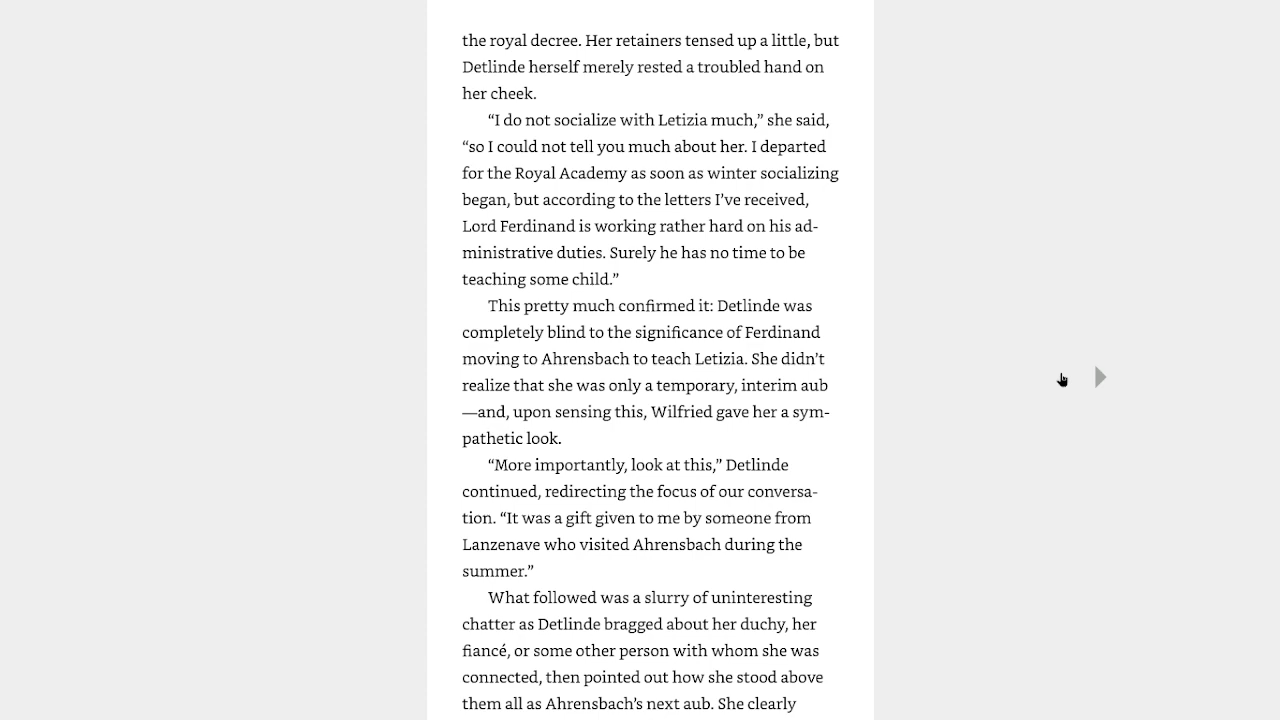 the royal decree. Her retainers tensed up a little, but
Detlinde herself merely rested a troubled hand on
her cheek.
“I do not socialize with Letizia much,” she said,
“so I could not tell you much about her. I departed
for the Royal Academy as soon as winter socializing
began, but according to the letters I’ve received,
Lord Ferdinand is working rather hard on his ad-
ministrative duties. Surely he has no time to be
teaching some child.”
This pretty much confirmed it: Detlinde was
completely blind to the significance of Ferdinand
moving to Ahrensbach to teach Letizia. She didn’t
realize that she was only a temporary, interim aub
—and, upon sensing this, Wilfried gave her a sym-
pathetic look.
“More importantly, look at this,” Detlinde
continued, redirecting the focus of our conversa-
tion. “It was a gift given to me by someone from
Lanzenave who visited Ahrensbach during the
summer.”
What followed was a slurry of uninteresting
chatter as Detlinde bragged about her duchy, her
fiancé, or some other person with whom she was
connected, then pointed out how she stood above
them all as Ahrensbach’s next aub. She clearly